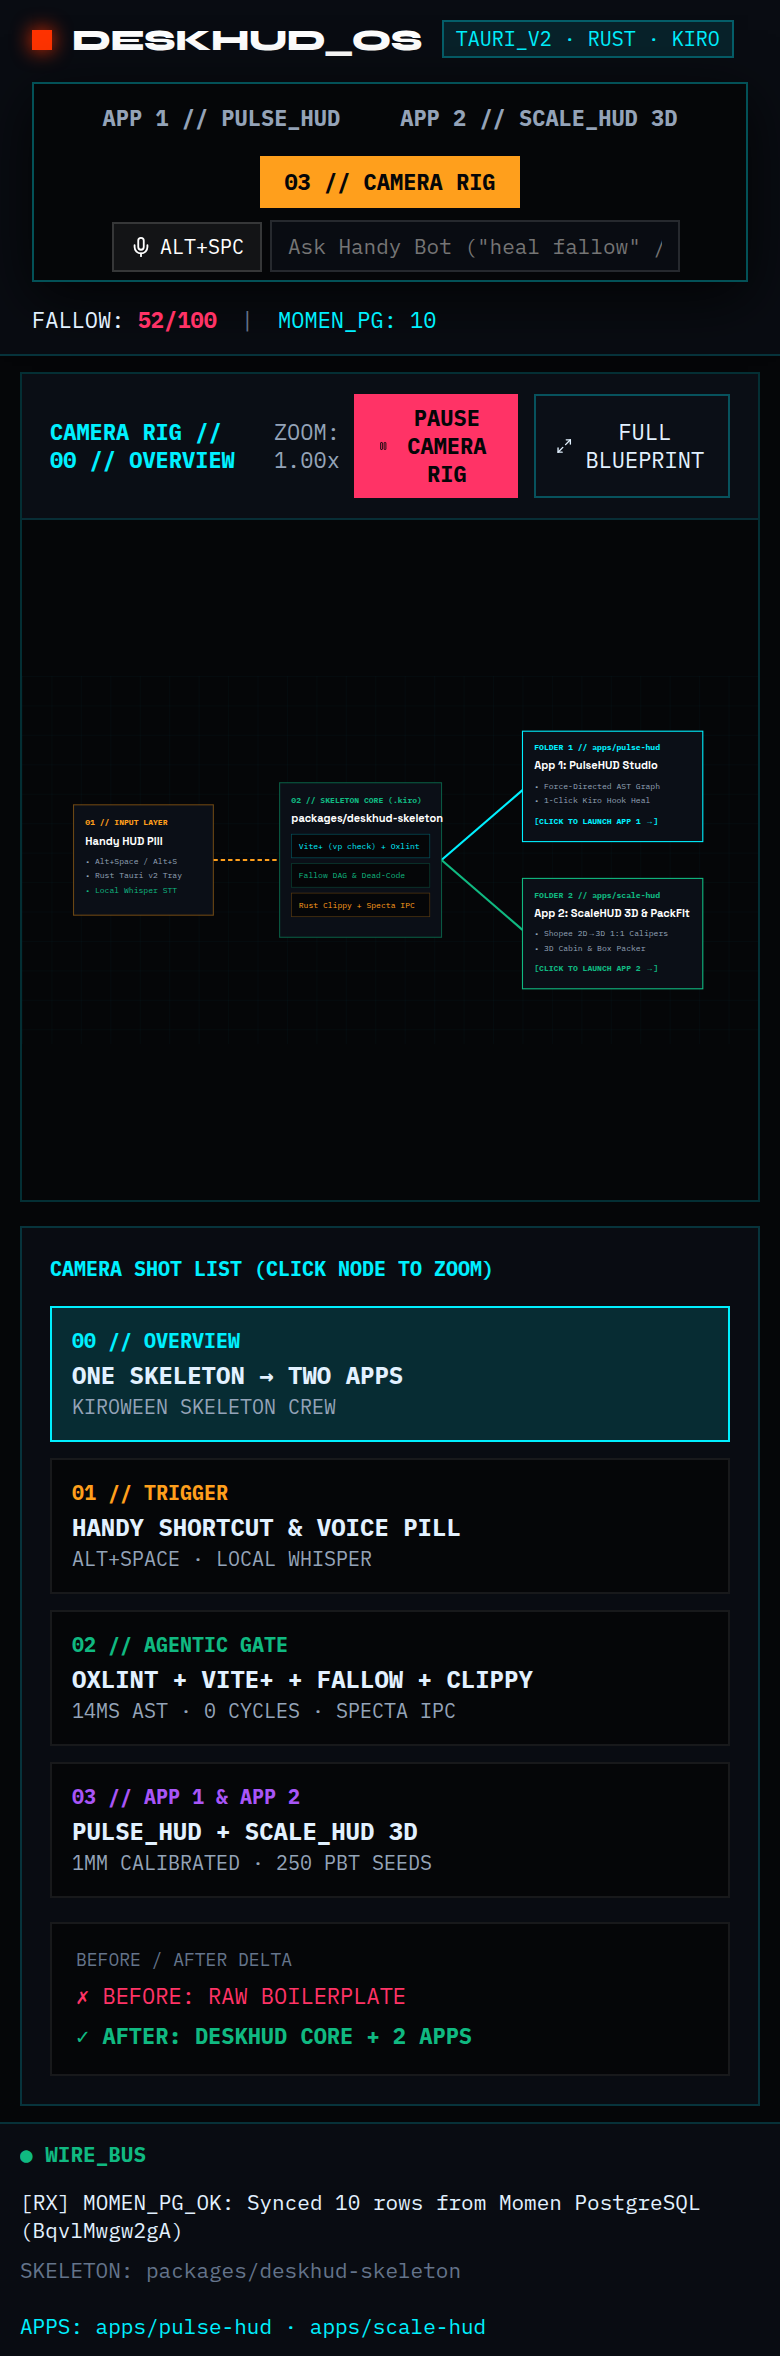 DESKHUD_OS
TAURI_V2 · RUST · KIRO
APP 1 // PULSE_HUD
APP 2 // SCALE_HUD 3D
03 // CAMERA RIG
ALT+SPC
Ask Handy Bot ("heal fallow" /
FALLOW: 52/100 | MOMEN_PG: 10
CAMERA RIG //
00 // OVERVIEW
ZOOM:
1.00x
PAUSE
CAMERA
RIG
FULL
BLUEPRINT
01 // INPUT LAYER
Handy HUD Pill
• Alt+Space / Alt+S
• Rust Tauri v2 Tray
• Local Whisper STT
02 // SKELETON CORE (.kiro)
packages/deskhud-skeleton
Vite+ (vp check) + Oxlint
Fallow DAG & Dead-Code
Rust Clippy + Specta IPC
FOLDER 1 // apps/pulse-hud
App 1: PulseHUD Studio
• Force-Directed AST Graph
• 1-Click Kiro Hook Heal
[CLICK TO LAUNCH APP 1 →]
FOLDER 2 // apps/scale-hud
App 2: ScaleHUD 3D & PackFit
• Shopee 2D→3D 1:1 Calipers
• 3D Cabin & Box Packer
[CLICK TO LAUNCH APP 2 →]
CAMERA SHOT LIST (CLICK NODE TO ZOOM)
00 // OVERVIEW
ONE SKELETON → TWO APPS
KIROWEEN SKELETON CREW
01 // TRIGGER
HANDY SHORTCUT & VOICE PILL
ALT+SPACE · LOCAL WHISPER
02 // AGENTIC GATE
OXLINT + VITE+ + FALLOW + CLIPPY
14MS AST · 0 CYCLES · SPECTA IPC
03 // APP 1 & APP 2
PULSE_HUD + SCALE_HUD 3D
1MM CALIBRATED · 250 PBT SEEDS
BEFORE / AFTER DELTA
✗ BEFORE: RAW BOILERPLATE
✓ AFTER: DESKHUD CORE + 2 APPS
● WIRE_BUS
[RX] MOMEN_PG_OK: Synced 10 rows from Momen PostgreSQL
(BqvlMwgw2gA)
SKELETON: packages/deskhud-skeleton
APPS: apps/pulse-hud · apps/scale-hud